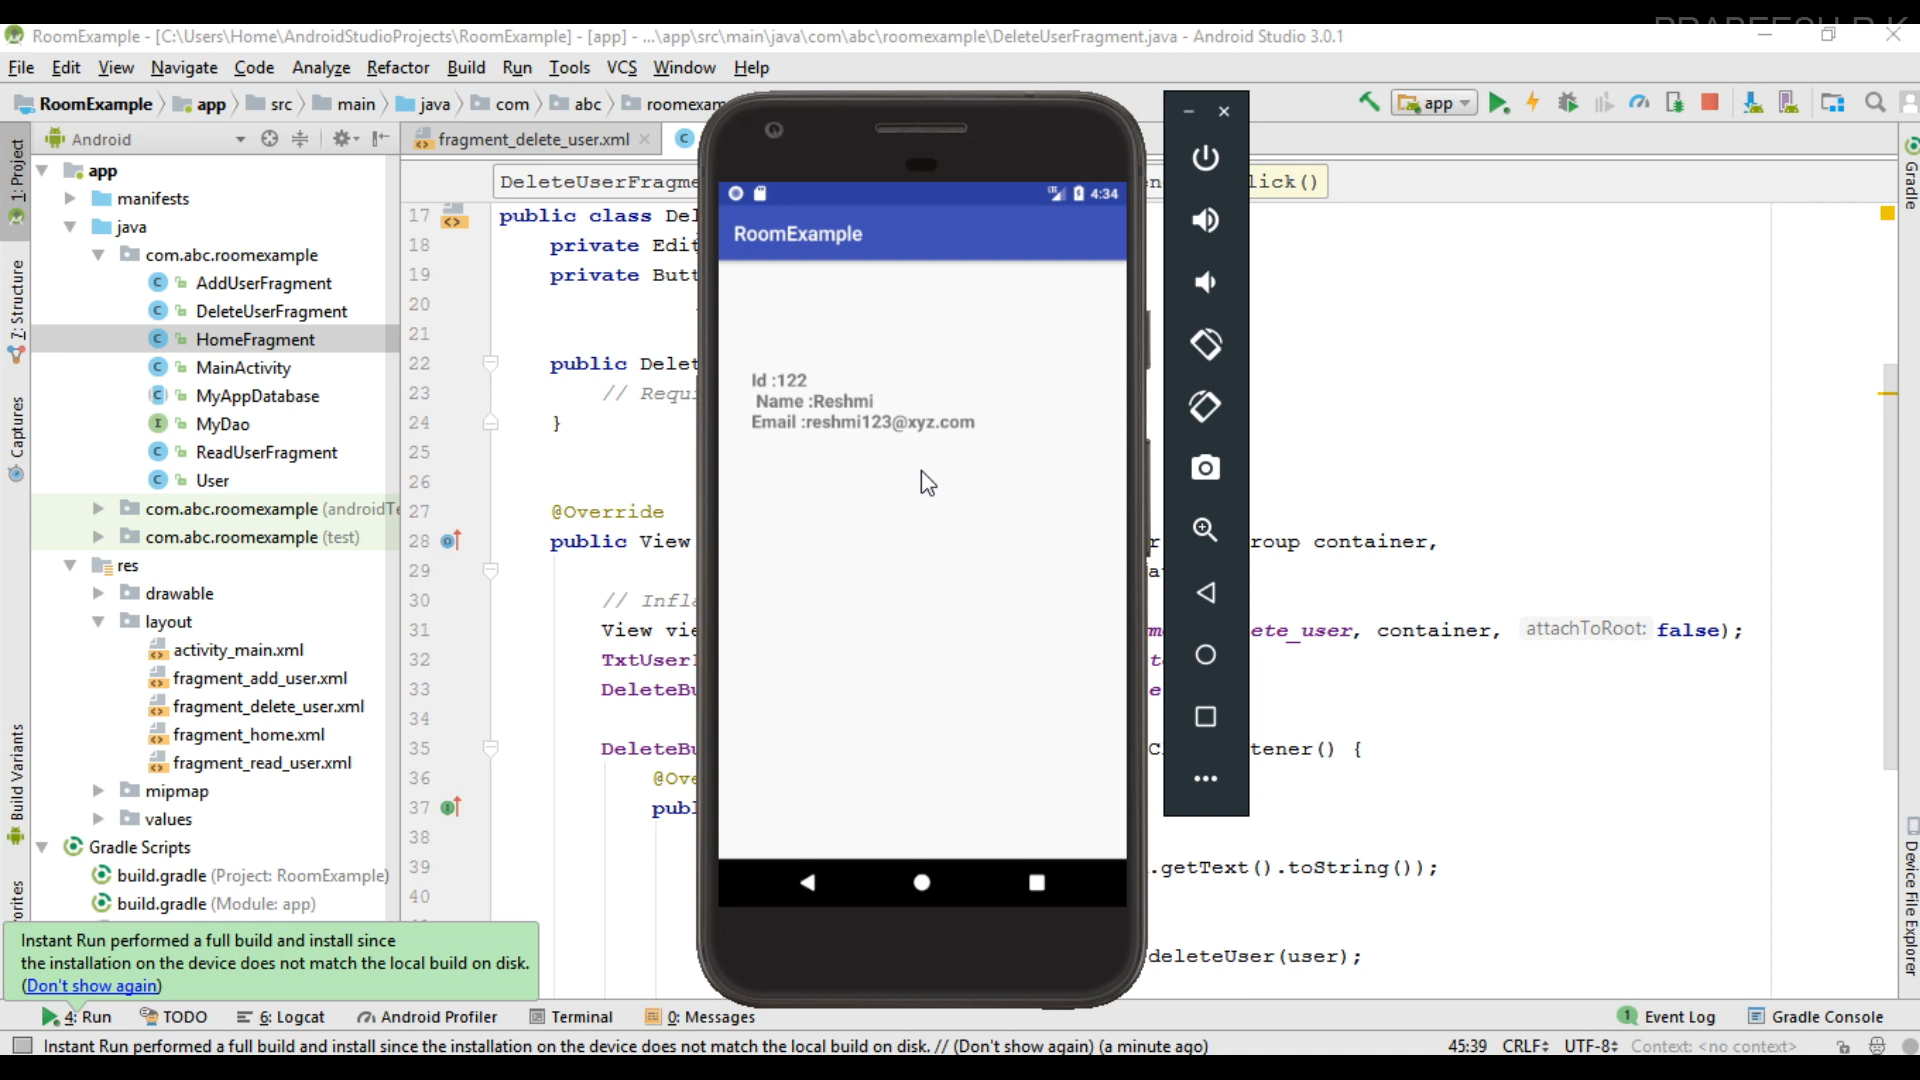 RoomExample - [C:\Users\Home\AndroidStudioProjects\RoomExample] - [app] - ...\app\src\main\java\com\abc\roomexample\DeleteUserFragment.java - Android Studio 3.0.1
File Edit View Navigate Code Analyze Refactor Build Run Tools VCS Window Help
RoomExample app src main java com abc roomexam app
Android
fragment_delete_user.xml
1: Project
7: Structure
Captures
Build Variants
Gradle
Device File Explorer
app
manifests
java
com.abc.roomexample
AddUserFragment
DeleteUserFragment
HomeFragment
MainActivity
MyAppDatabase
MyDao
ReadUserFragment
User
com.abc.roomexample (androidTe
com.abc.roomexample (test)
res
drawable
layout
activity_main.xml
fragment_add_user.xml
fragment_delete_user.xml
fragment_home.xml
fragment_read_user.xml
mipmap
values
Gradle Scripts
build.gradle (Project: RoomExample)
build.gradle (Module: app)
DeleteUserFragme lick()
17 public class Del
18 private Edit
19 private Butt
20
21
22 public Delet
23 // Requi
24 }
25
26
27 @Override
28 public View roup container,
29
30 // Infla
31 View vie ete_user, container, attachToRoot: false);
32 TxtUserI
33 DeleteBu
34
35 DeleteBu tener() {
36 @Ove
37 publ
38
39 .getText().toString());
40
deleteUser(user);
4:34
RoomExample
Id :122
Name :Reshmi
Email :reshmi123@xyz.com
Instant Run performed a full build and install since
the installation on the device does not match the local build on disk.
(Don't show again)
4: Run TODO 6: Logcat Android Profiler Terminal 0: Messages 1 Event Log Gradle Console
Instant Run performed a full build and install since the installation on the device does not match the local build on disk. // (Don't show again) (a minute ago) 45:39 CRLF UTF-8 Context: <no context>